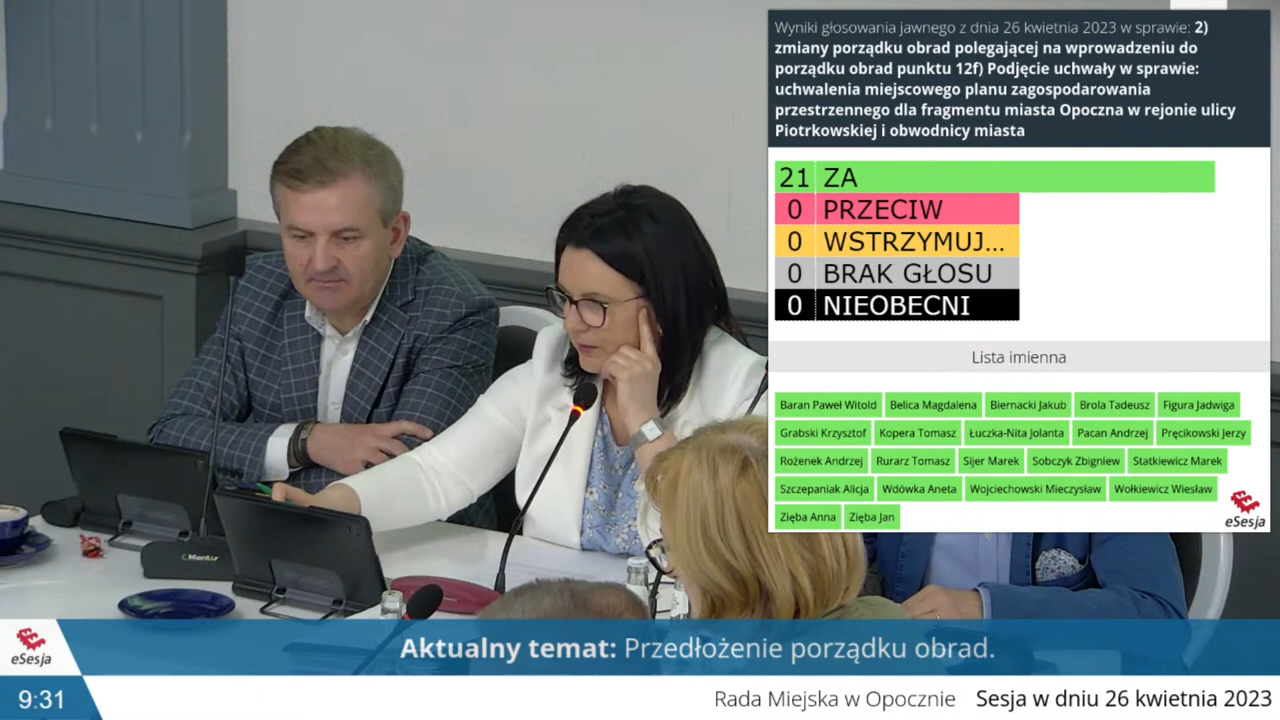 Wyniki głosowania jawnego z dnia 26 kwietnia 2023 w sprawie: 2)
zmiany porządku obrad polegającej na wprowadzeniu do
porządku obrad punktu 12f) Podjęcie uchwały w sprawie:
uchwalenia miejscowego planu zagospodarowania
przestrzennego dla fragmentu miasta Opoczna w rejonie ulicy
Piotrkowskiej i obwodnicy miasta
21 ZA
0 PRZECIW
0 WSTRZYMUJ...
0 BRAK GŁOSU
0 NIEOBECNI
Lista imienna
Baran Paweł Witold Belica Magdalena Biernacki Jakub Brola Tadeusz Figura Jadwiga
Grabski Krzysztof Kopera Tomasz Łuczka-Nita Jolanta Pacan Andrzej Pręcikowski Jerzy
Rożenek Andrzej Rurarz Tomasz Sijer Marek Sobczyk Zbigniew Statkiewicz Marek
Szczepaniak Alicja Wdówka Aneta Wojciechowski Mieczysław Wołkiewicz Wiesław
Zięba Anna Zięba Jan
eSesja
Mentor
Aktualny temat: Przedłożenie porządku obrad.
eSesja
9:31
Rada Miejska w Opocznie Sesja w dniu 26 kwietnia 2023